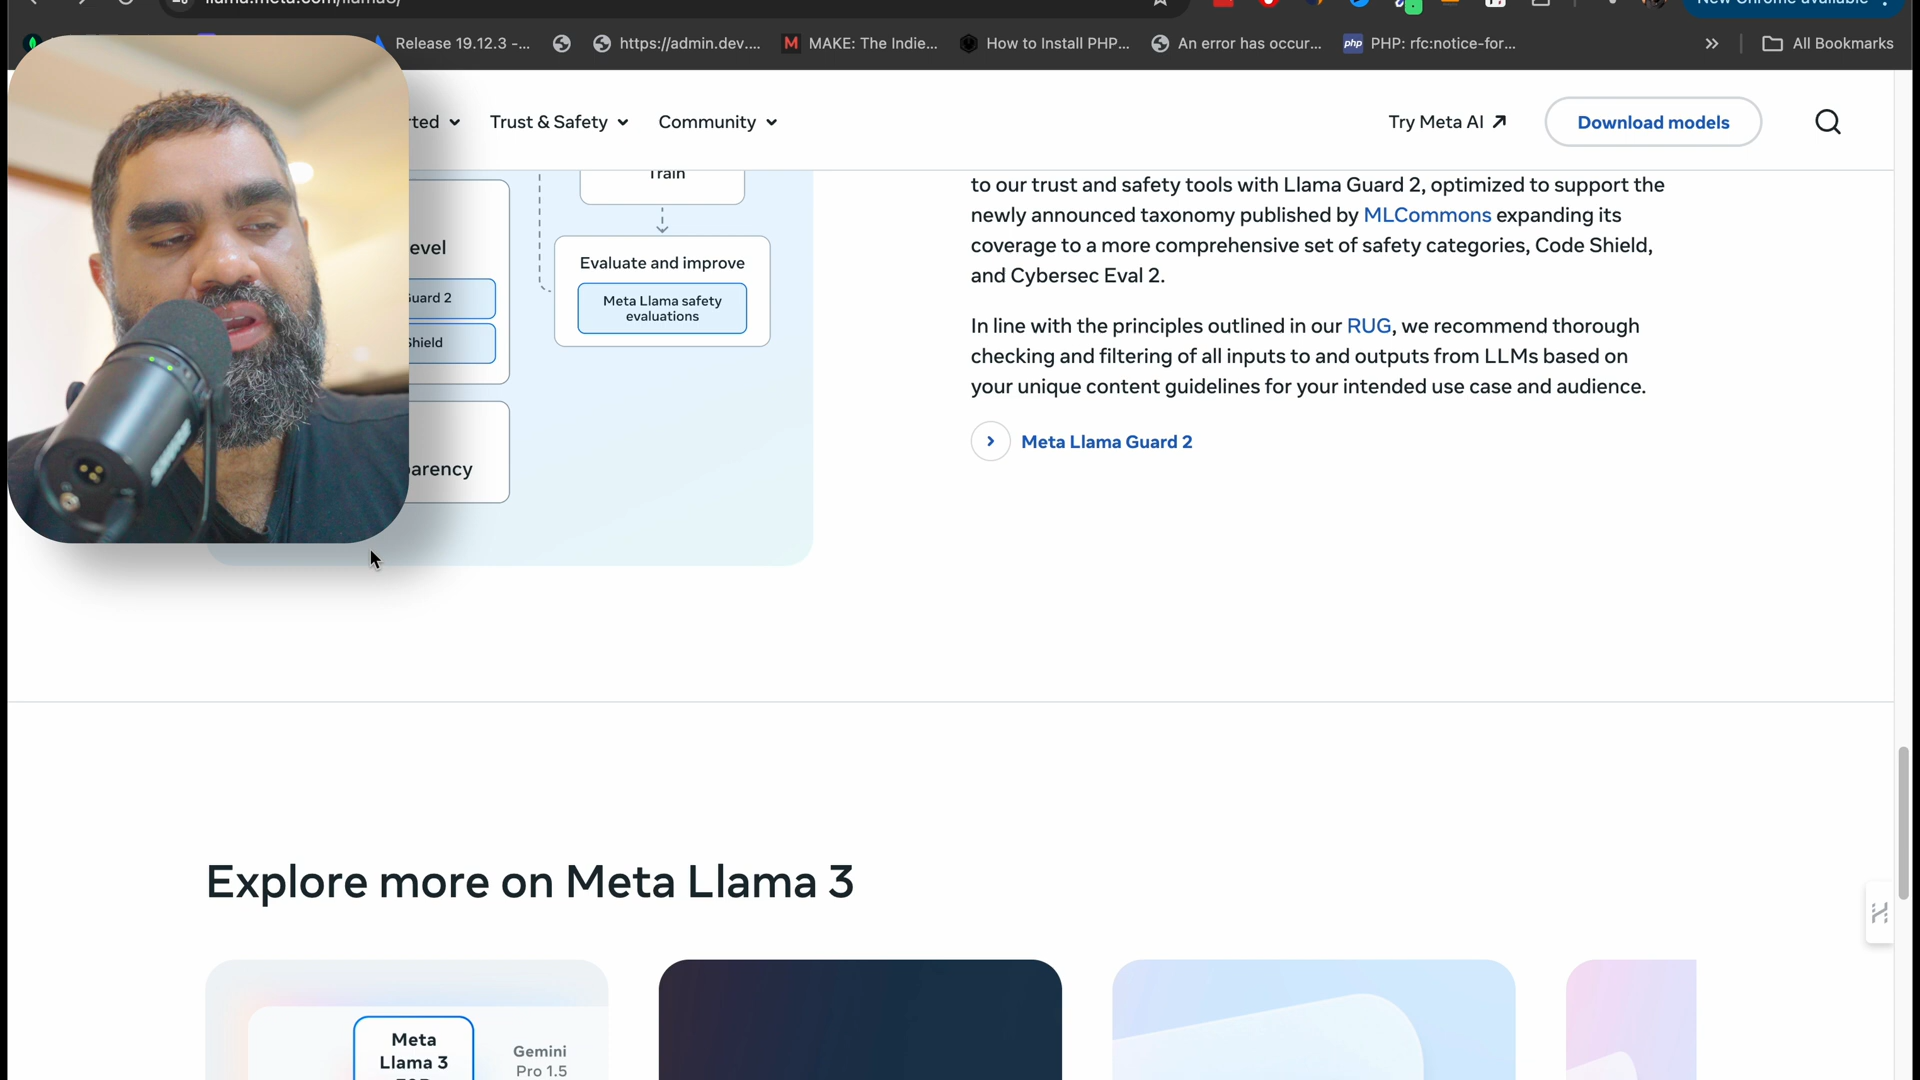 Release 19.12.3 -...
https://admin.dev....
MAKE: The Indie...
How to Install PHP...
An error has occur...
php
PHP: rfc:notice-for...
All Bookmarks
Trust & Safety
Community
Try Meta AI
Download models
Train
Evaluate and improve
Meta Llama safety
evaluations
to our trust and safety tools with Llama Guard 2, optimized to support the
newly announced taxonomy published by MLCommons expanding its
coverage to a more comprehensive set of safety categories, Code Shield,
and Cybersec Eval 2.
In line with the principles outlined in our RUG, we recommend thorough
checking and filtering of all inputs to and outputs from LLMs based on
your unique content guidelines for your intended use case and audience.
Meta Llama Guard 2
Explore more on Meta Llama 3
Meta
Llama 3
Gemini
Pro 1.5